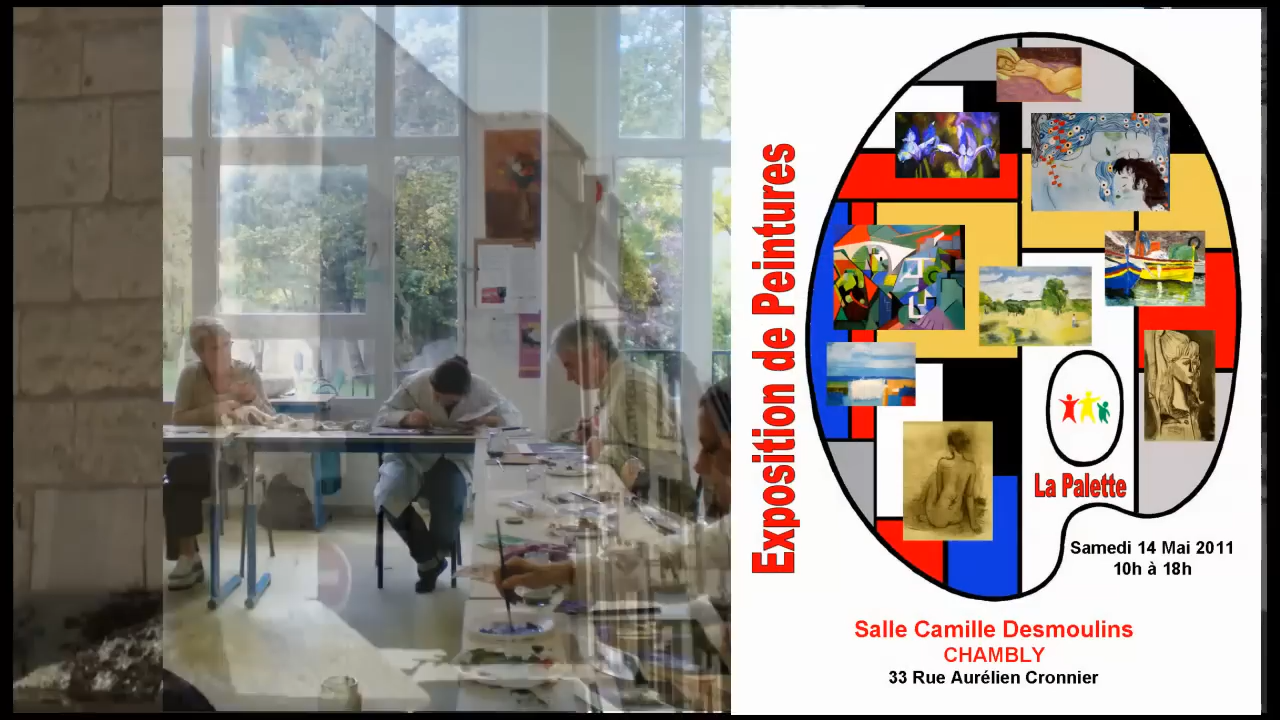 Exposition de Peintures
La Palette
Samedi 14 Mai 2011
10h à 18h
Salle Camille Desmoulins
CHAMBLY
33 Rue Aurélien Cronnier